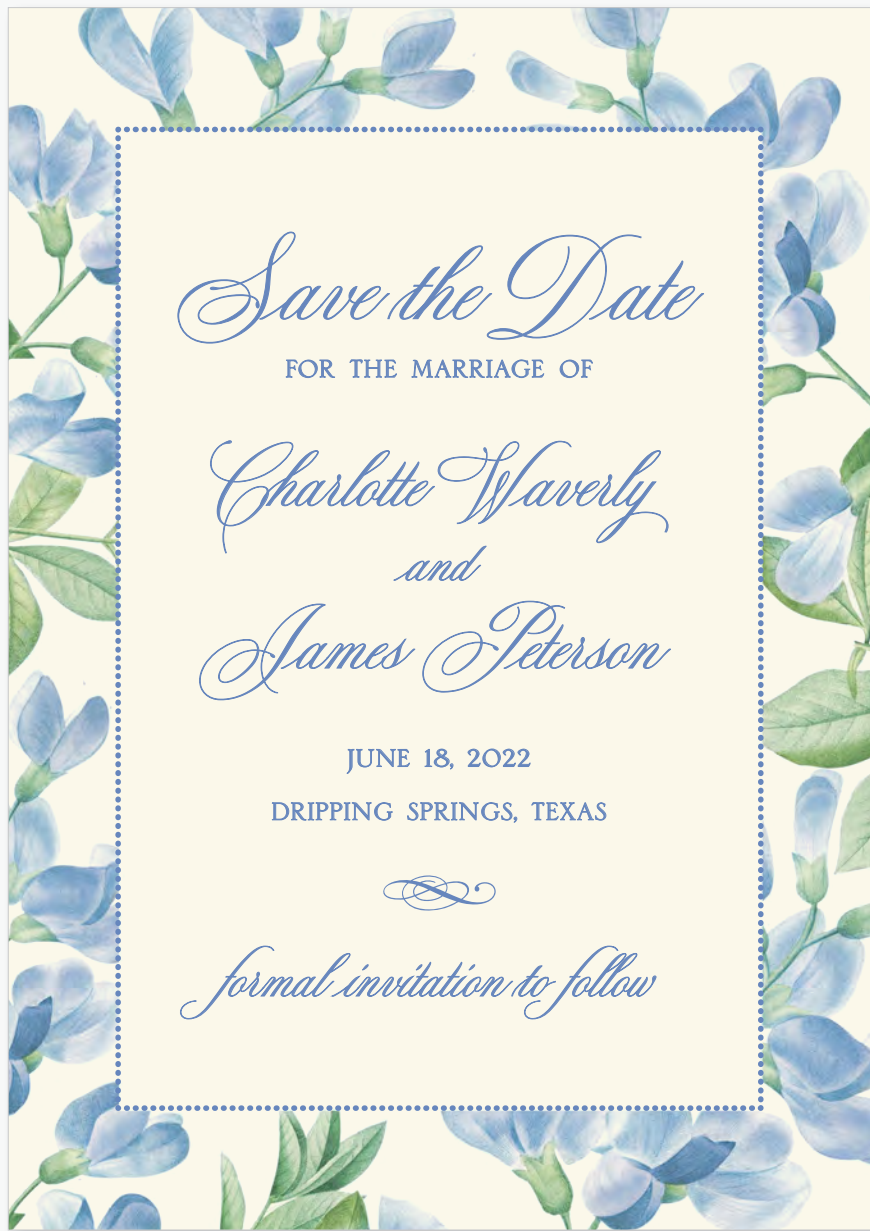 Save the Date
FOR THE MARRIAGE OF
Charlotte Waverly
and
James Peterson
JUNE 18, 2022
DRIPPING SPRINGS, TEXAS
formal invitation to follow